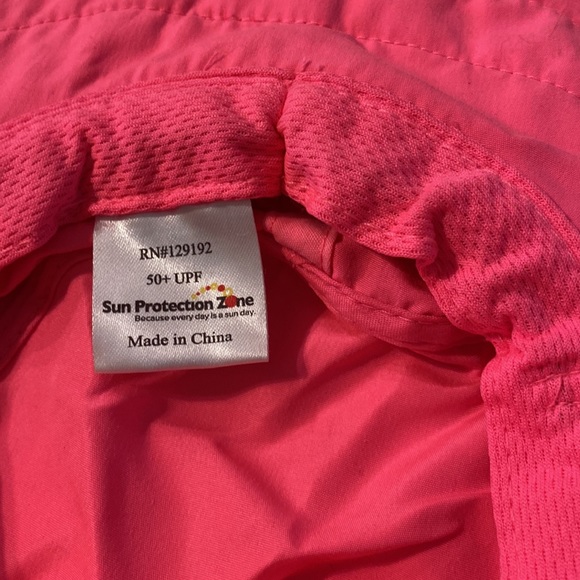 RN#129192
50+ UPF
Sun Protection Zone
Because every day is a sun day.
Made in China